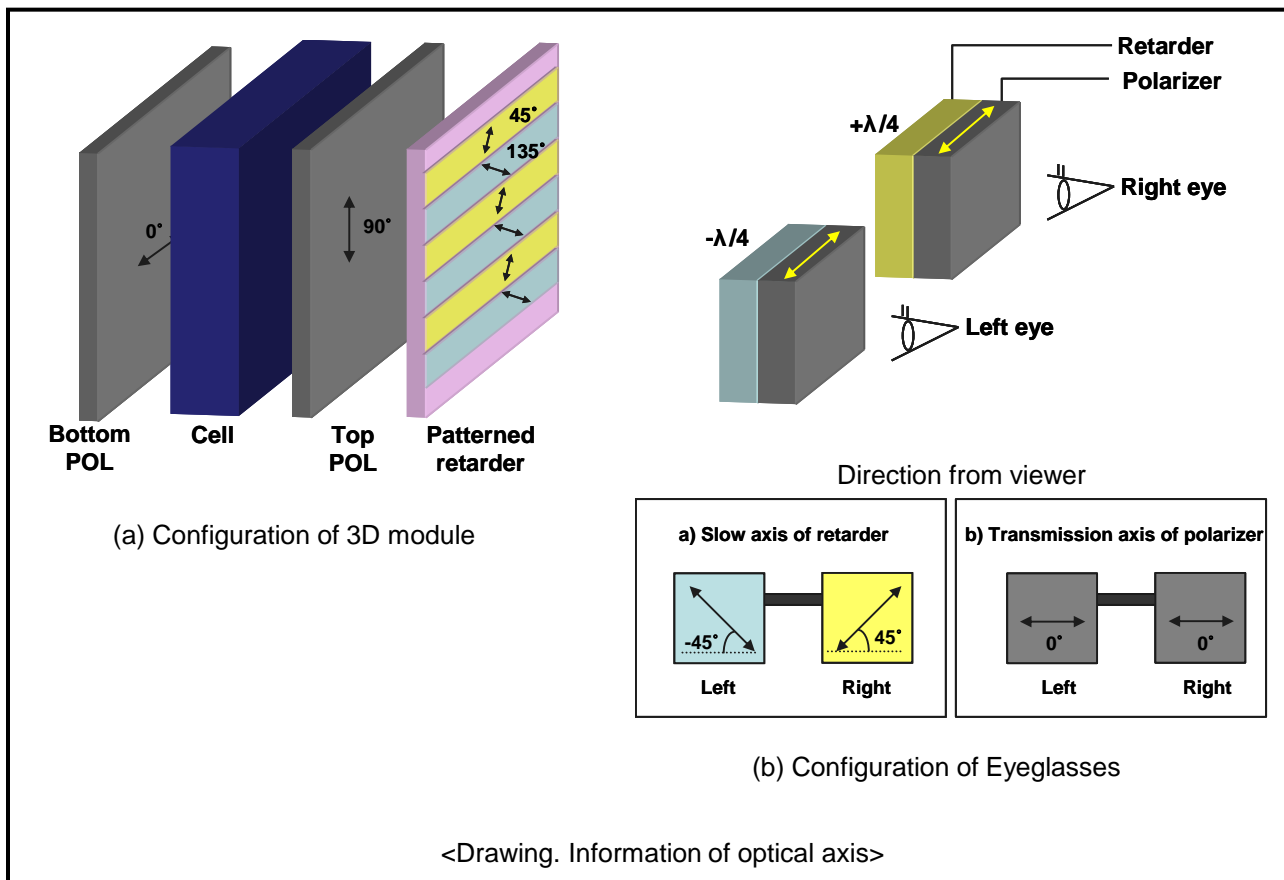 Retarder
Polarizer
45°
135°
0°
90°
+λ/4
Right eye
-λ/4
Left eye
Bottom
POL
Cell
Top
POL
Patterned
retarder
(a) Configuration of 3D module
Direction from viewer
a) Slow axis of retarder
-45°
45°
Left
Right
b) Transmission axis of polarizer
0°
0°
Left
Right
(b) Configuration of Eyeglasses
<Drawing. Information of optical axis>